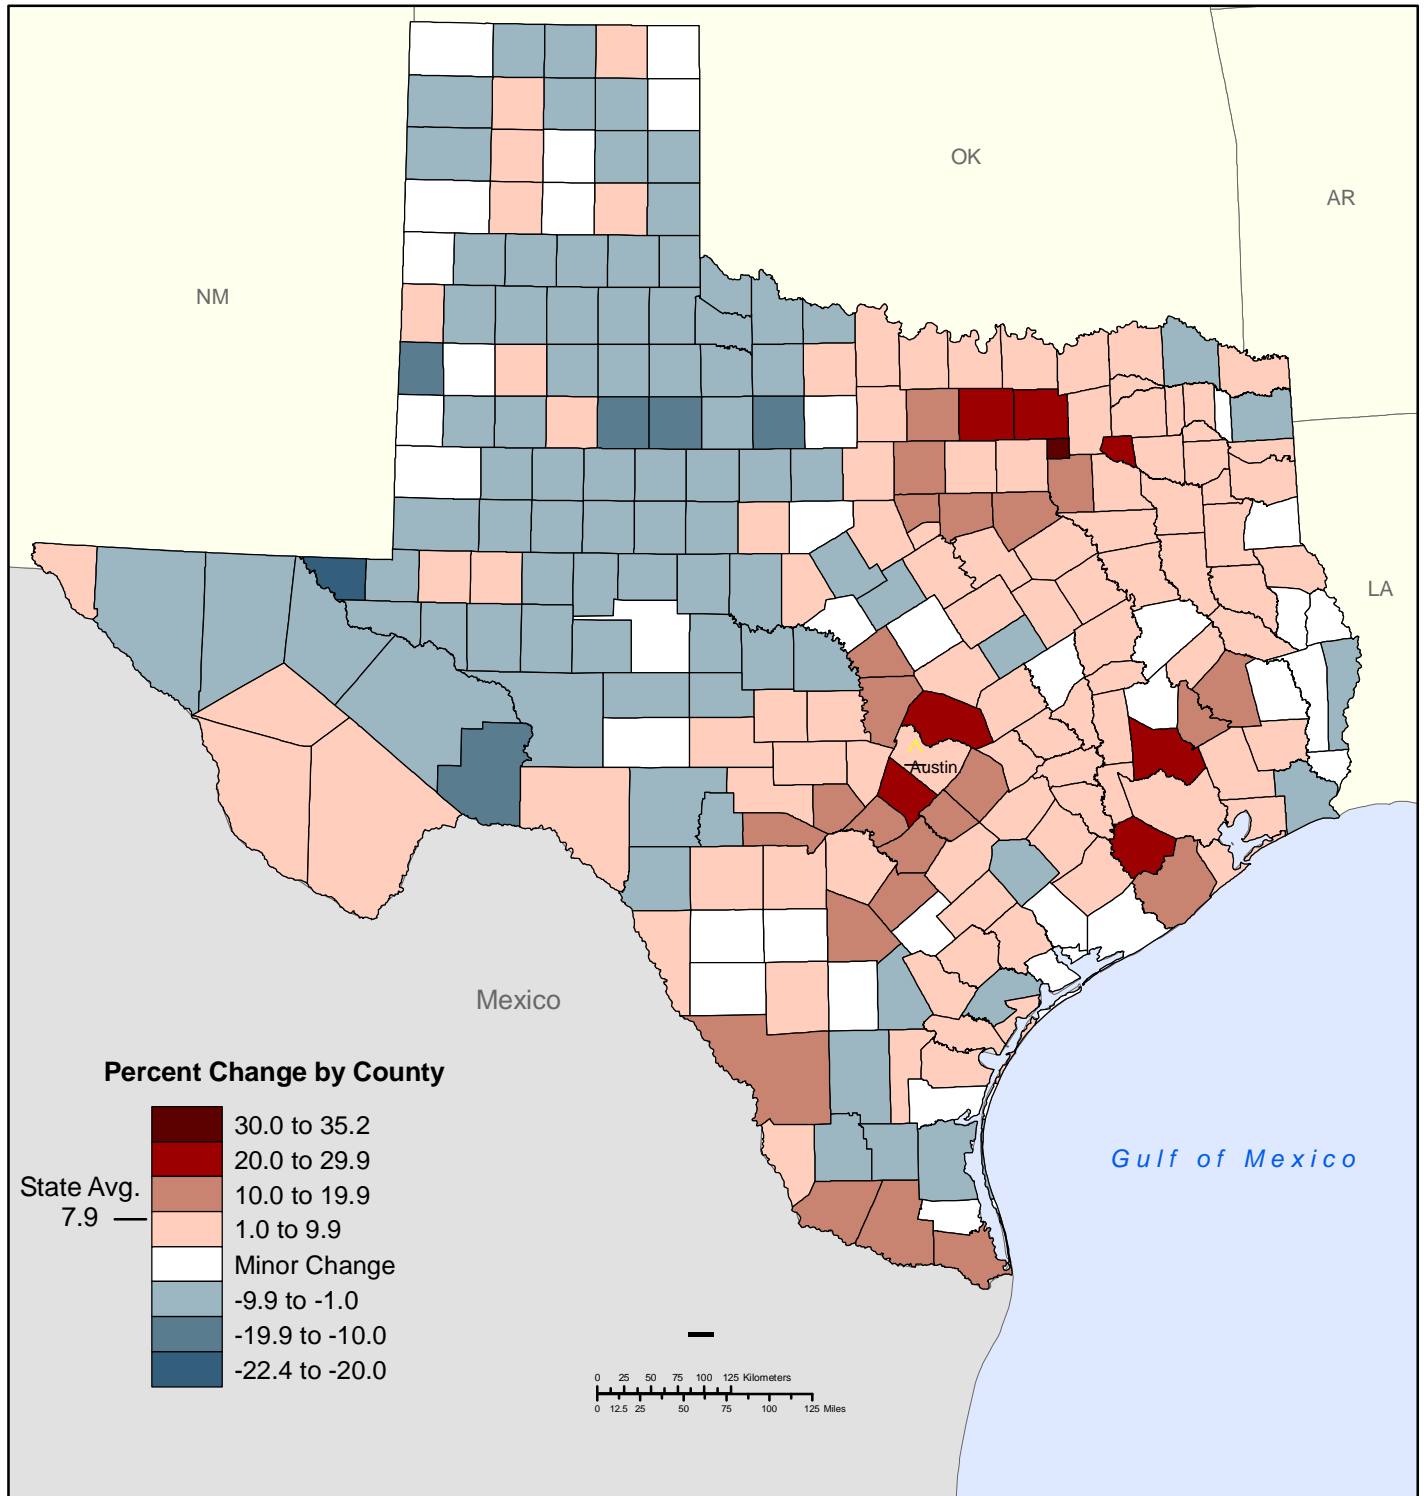 OK
AR
NM
LA
Austin
Mexico
Percent Change by County
30.0 to 35.2
20.0 to 29.9
10.0 to 19.9
State Avg.
7.9
1.0 to 9.9
Minor Change
-9.9 to -1.0
-19.9 to -10.0
-22.4 to -20.0
Gulf of Mexico
0 25 50 75 100 125 Kilometers
0 12.5 25 50 75 100 125 Miles